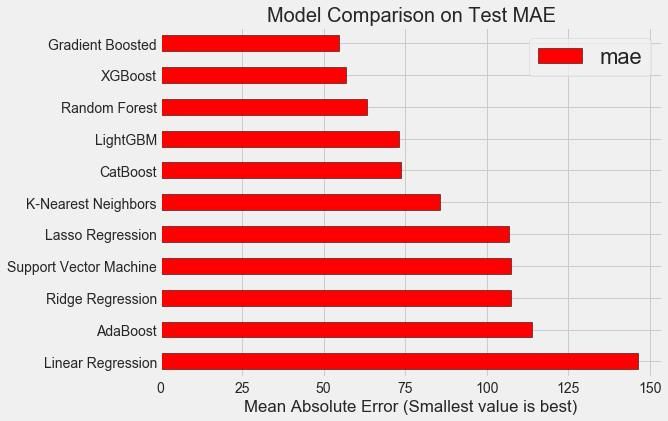 Model Comparison on Test MAE
mae
Gradient Boosted
XGBoost
Random Forest
LightGBM
CatBoost
K-Nearest Neighbors
Lasso Regression
Support Vector Machine
Ridge Regression
AdaBoost
Linear Regression
0 25 50 75 100 125 150
Mean Absolute Error (Smallest value is best)